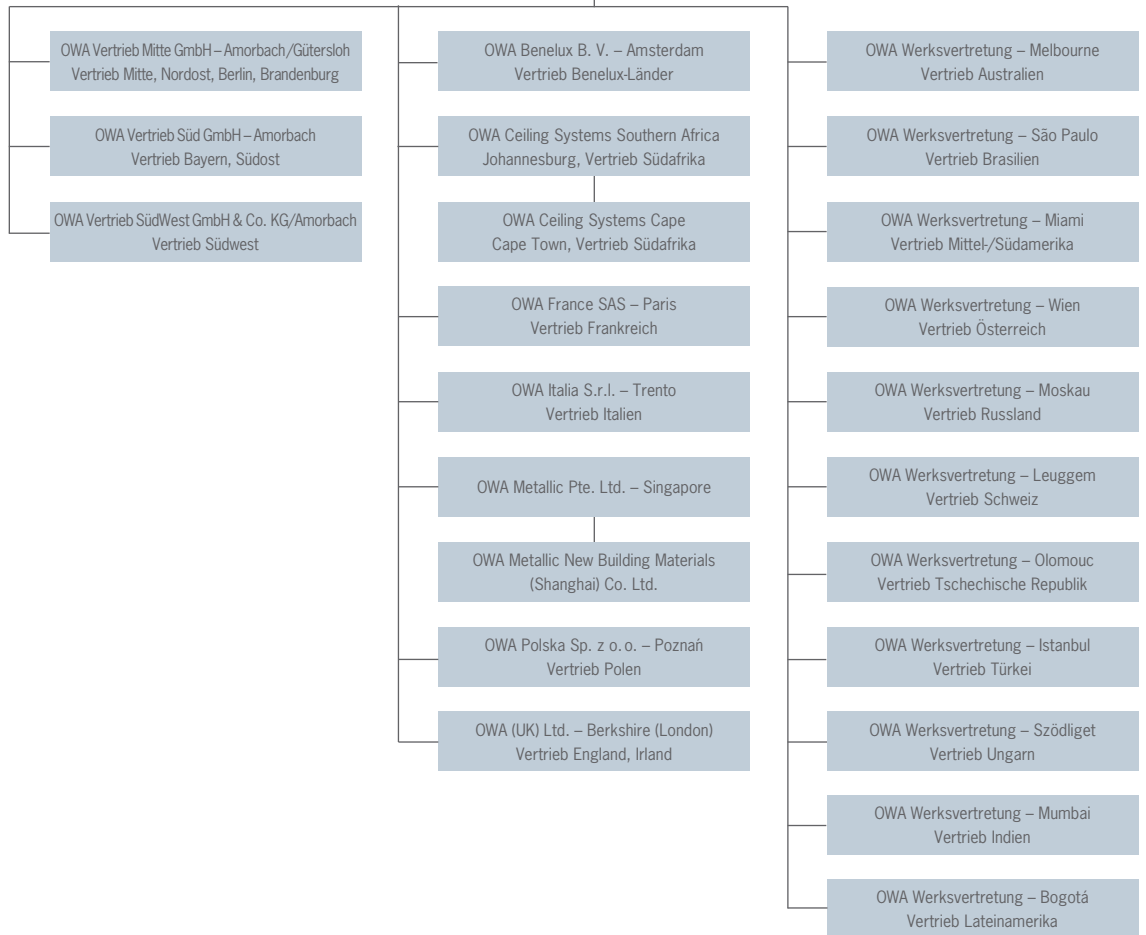 OWA Vertrieb Mitte GmbH – Amorbach/Gütersloh
Vertrieb Mitte, Nordost, Berlin, Brandenburg
OWA Vertrieb Süd GmbH – Amorbach
Vertrieb Bayern, Südost
OWA Vertrieb SüdWest GmbH & Co. KG/Amorbach
Vertrieb Südwest
OWA Benelux B. V. – Amsterdam
Vertrieb Benelux-Länder
OWA Ceiling Systems Southern Africa
Johannesburg, Vertrieb Südafrika
OWA Ceiling Systems Cape
Cape Town, Vertrieb Südafrika
OWA France SAS – Paris
Vertrieb Frankreich
OWA Italia S.r.l. – Trento
Vertrieb Italien
OWA Metallic Pte. Ltd. – Singapore
OWA Metallic New Building Materials
(Shanghai) Co. Ltd.
OWA Polska Sp. z o. o. – Poznań
Vertrieb Polen
OWA (UK) Ltd. – Berkshire (London)
Vertrieb England, Irland
OWA Werksvertretung – Melbourne
Vertrieb Australien
OWA Werksvertretung – São Paulo
Vertrieb Brasilien
OWA Werksvertretung – Miami
Vertrieb Mittel-/Südamerika
OWA Werksvertretung – Wien
Vertrieb Österreich
OWA Werksvertretung – Moskau
Vertrieb Russland
OWA Werksvertretung – Leuggem
Vertrieb Schweiz
OWA Werksvertretung – Olomouc
Vertrieb Tschechische Republik
OWA Werksvertretung – Istanbul
Vertrieb Türkei
OWA Werksvertretung – Szödliget
Vertrieb Ungarn
OWA Werksvertretung – Mumbai
Vertrieb Indien
OWA Werksvertretung – Bogotá
Vertrieb Lateinamerika